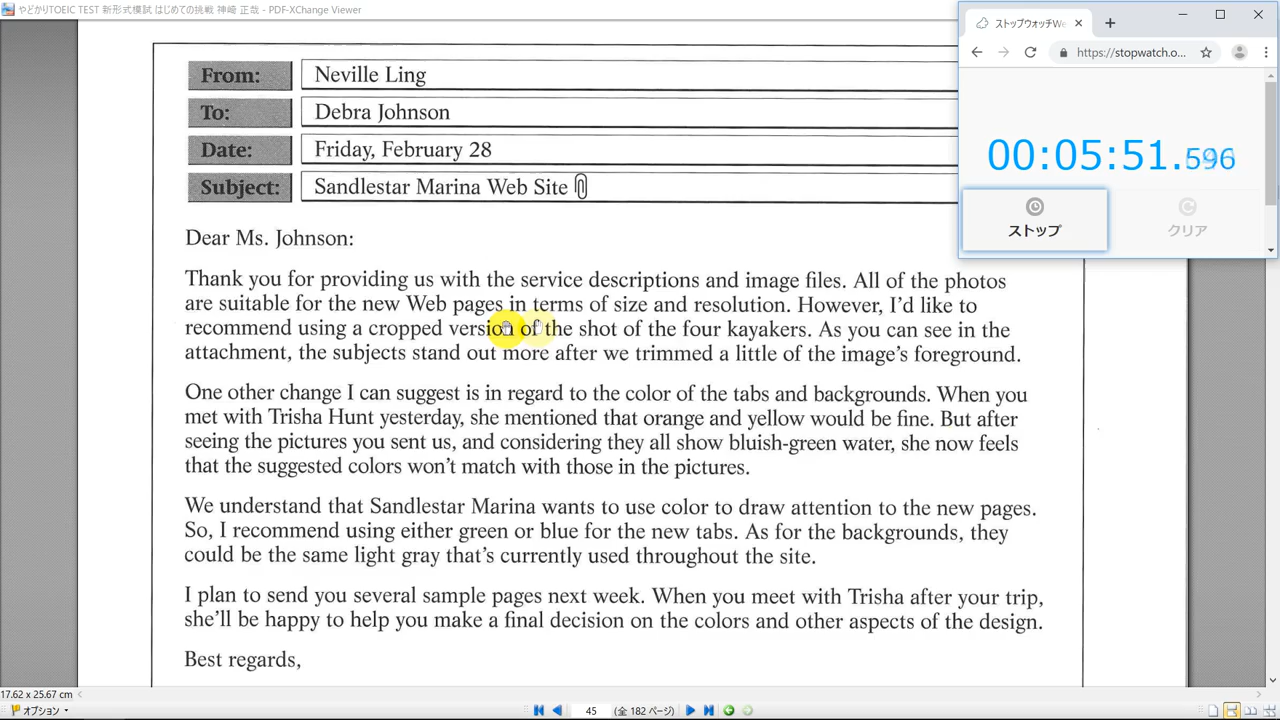 やどかりTOEIC TEST 新形式模試 はじめての挑戦 神崎 正哉 - PDF-XChange Viewer
ストップウォッチWe
https://stopwatch.o...
00:05:51.596
ストップ
クリア
From: Neville Ling
To: Debra Johnson
Date: Friday, February 28
Subject: Sandlestar Marina Web Site
Dear Ms. Johnson:
Thank you for providing us with the service descriptions and image files. All of the photos
are suitable for the new Web pages in terms of size and resolution. However, I'd like to
recommend using a cropped version of the shot of the four kayakers. As you can see in the
attachment, the subjects stand out more after we trimmed a little of the image's foreground.
One other change I can suggest is in regard to the color of the tabs and backgrounds. When you
met with Trisha Hunt yesterday, she mentioned that orange and yellow would be fine. But after
seeing the pictures you sent us, and considering they all show bluish-green water, she now feels
that the suggested colors won't match with those in the pictures.
We understand that Sandlestar Marina wants to use color to draw attention to the new pages.
So, I recommend using either green or blue for the new tabs. As for the backgrounds, they
could be the same light gray that's currently used throughout the site.
I plan to send you several sample pages next week. When you meet with Trisha after your trip,
she'll be happy to help you make a final decision on the colors and other aspects of the design.
Best regards,
17.62 x 25.67 cm
オプション
45 (全 182 ページ)